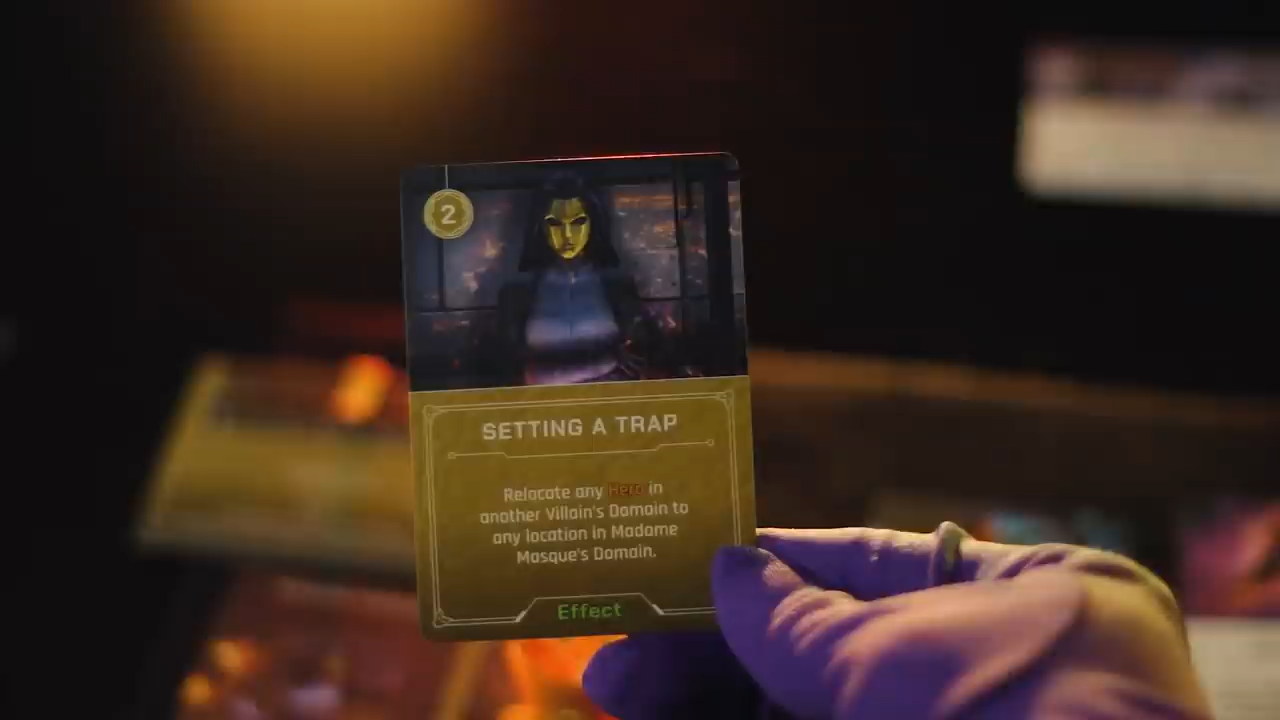 2
SETTING A TRAP
Relocate any Hero in
another Villain's Domain to
any location in Madame
Masque's Domain.
Effect